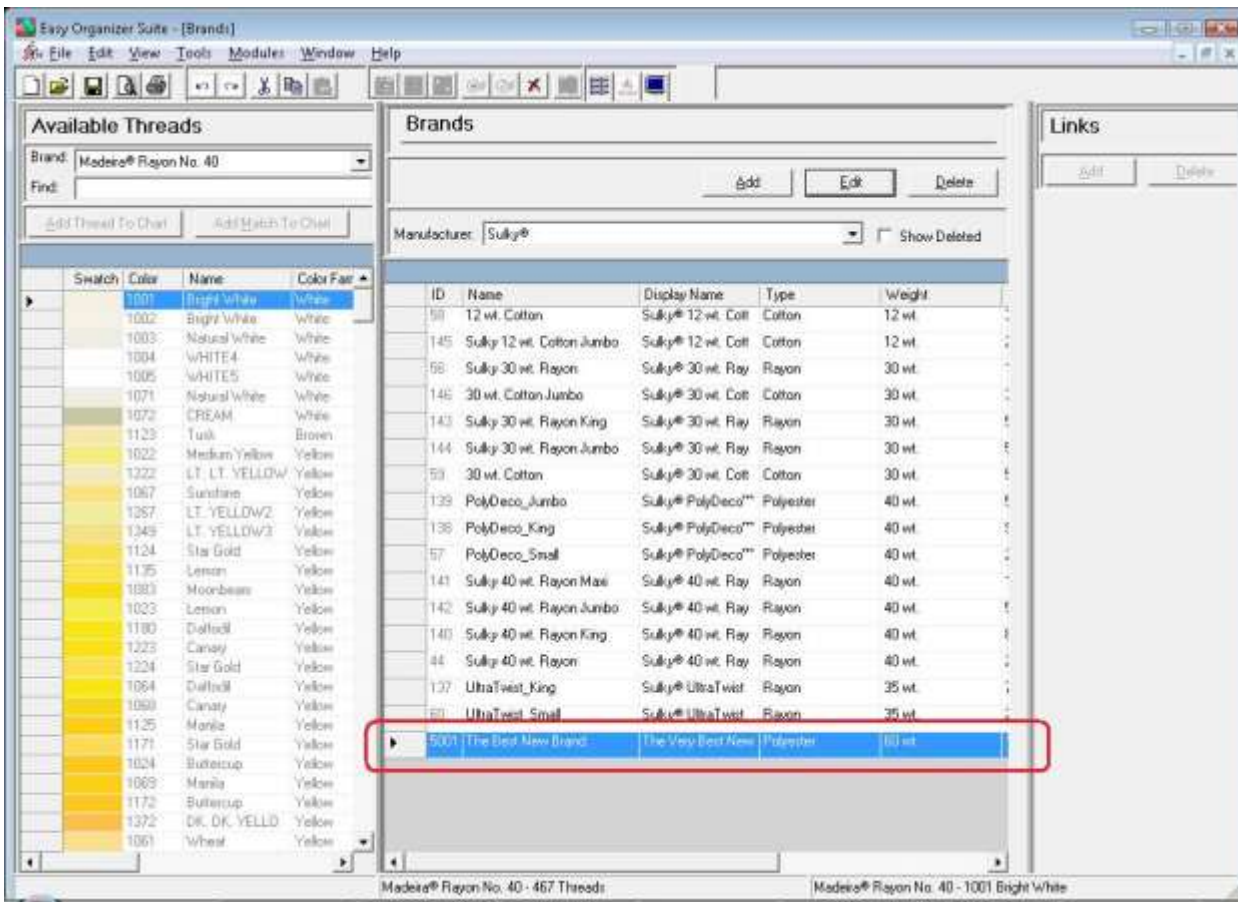 Easy Organizer Suite - [Brands]
File Edit View Tools Modules Window Help
Available Threads
Brand: Madeira® Rayon No. 40
Find:
Add Thread To Chart Add Match To Chart
Swatch Color Name Color Fam
1001 Bright White White
1002 Bright White White
1003 Natural White White
1004 WHITE4 White
1005 WHITE5 White
1071 Natural White White
1072 CREAM White
1123 Tusk Brown
1022 Medium Yellow Yellow
1222 LT. LT. YELLOW Yellow
1067 Sunshine Yellow
1267 LT. YELLOW2 Yellow
1349 LT. YELLOW3 Yellow
1124 Star Gold Yellow
1135 Lemon Yellow
1083 Moonbeam Yellow
1023 Lemon Yellow
1180 Daffodil Yellow
1223 Canary Yellow
1224 Star Gold Yellow
1064 Daffodil Yellow
1068 Canary Yellow
1125 Manila Yellow
1171 Star Gold Yellow
1024 Buttercup Yellow
1069 Manila Yellow
1172 Buttercup Yellow
1372 DK. DK. YELLO Yellow
1061 Wheat Yellow
Brands
Add Edit Delete
Manufacturer: Sulky® Show Deleted
ID Name Display Name Type Weight
58 12 wt. Cotton Sulky® 12 wt. Cott Cotton 12 wt.
145 Sulky 12 wt. Cotton Jumbo Sulky® 12 wt. Cott Cotton 12 wt.
56 Sulky 30 wt. Rayon Sulky® 30 wt. Ray Rayon 30 wt.
146 30 wt. Cotton Jumbo Sulky® 30 wt. Cott Cotton 30 wt.
143 Sulky 30 wt. Rayon King Sulky® 30 wt. Ray Rayon 30 wt.
144 Sulky 30 wt. Rayon Jumbo Sulky® 30 wt. Ray Rayon 30 wt.
59 30 wt. Cotton Sulky® 30 wt. Cott Cotton 30 wt.
139 PolyDeco_Jumbo Sulky® PolyDeco™ Polyester 40 wt.
138 PolyDeco_King Sulky® PolyDeco™ Polyester 40 wt.
57 PolyDeco_Small Sulky® PolyDeco™ Polyester 40 wt.
141 Sulky 40 wt. Rayon Maxi Sulky® 40 wt. Ray Rayon 40 wt.
142 Sulky 40 wt. Rayon Jumbo Sulky® 40 wt. Ray Rayon 40 wt.
140 Sulky 40 wt. Rayon King Sulky® 40 wt. Ray Rayon 40 wt.
44 Sulky 40 wt. Rayon Sulky® 40 wt. Ray Rayon 40 wt.
137 UltraTwist_King Sulky® UltraTwist Rayon 35 wt.
60 UltraTwist_Small Sulky® UltraTwist Rayon 35 wt.
5001 The Best New Brand The Very Best New Polyester 60 wt.
Links
Add Delete
Madeira® Rayon No. 40 - 467 Threads
Madeira® Rayon No. 40 - 1001 Bright White